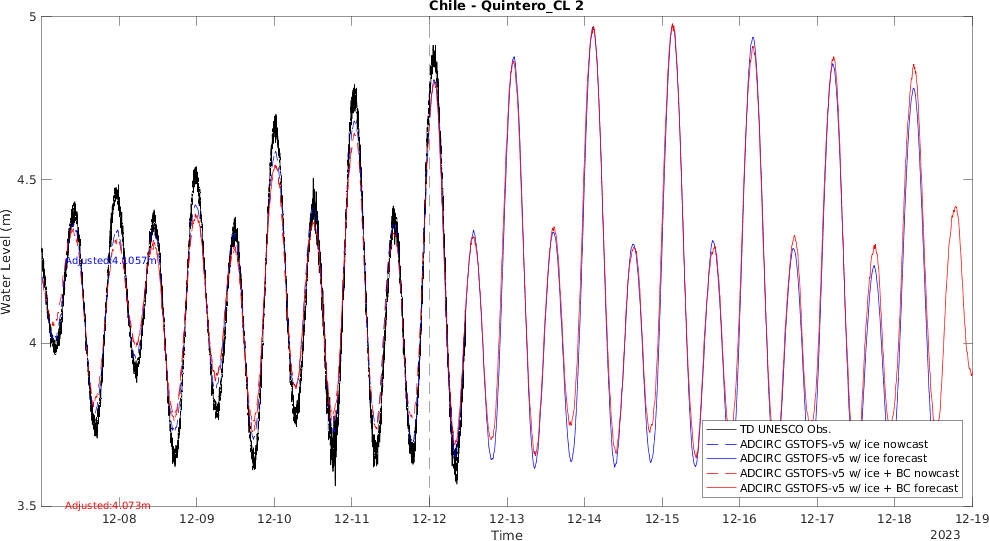 Chile - Quintero_CL 2
Water Level (m)
5
4.5
4
3.5
Adjusted:4.1057m
Adjusted:4.073m
TD UNESCO Obs.
ADCIRC GSTOFS-v5 w/ ice nowcast
ADCIRC GSTOFS-v5 w/ ice forecast
ADCIRC GSTOFS-v5 w/ ice + BC nowcast
ADCIRC GSTOFS-v5 w/ ice + BC forecast
12-08 12-09 12-10 12-11 12-12 12-13 12-14 12-15 12-16 12-17 12-18 12-19
Time
2023